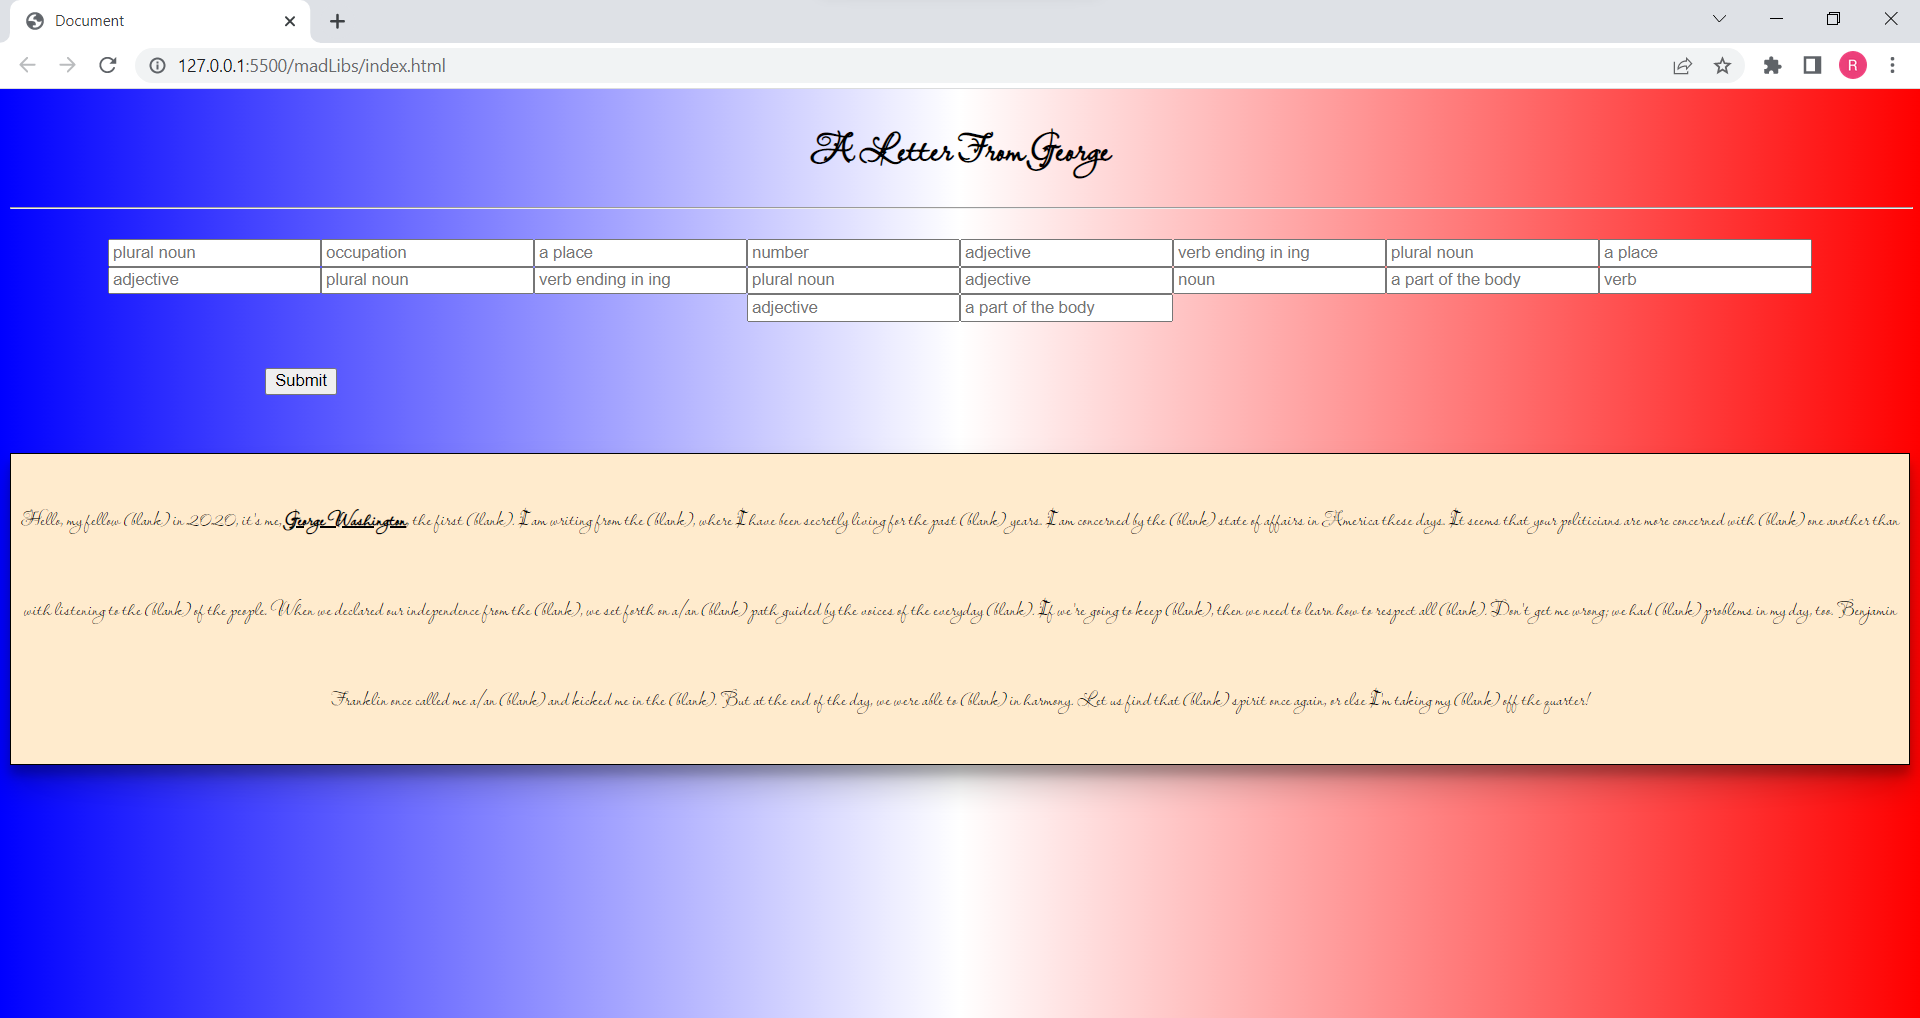 Document
127.0.0.1:5500/madLibs/index.html
R
A Letter From George
plural noun occupation a place number adjective verb ending in ing plural noun a place
adjective plural noun verb ending in ing plural noun adjective noun a part of the body verb
adjective a part of the body
Submit
Hello, my fellow (blank) in 2020, it's me, George Washington, the first (blank). I am writing from the (blank), where I have been secretly living for the past (blank) years. I am concerned by the (blank) state of affairs in America these days. It seems that your politicians are more concerned with (blank) one another than
with listening to the (blank) of the people. When we declared our independence from the (blank), we set forth on a/an (blank) path guided by the voices of the everyday (blank). If we're going to keep (blank), then we need to learn how to respect all (blank). Don't get me wrong; we had (blank) problems in my day, too. Benjamin
Franklin once called me a/an (blank) and kicked me in the (blank). But at the end of the day, we were able to (blank) in harmony. Let us find that (blank) spirit once again, or else I'm taking my (blank) off the quarter!